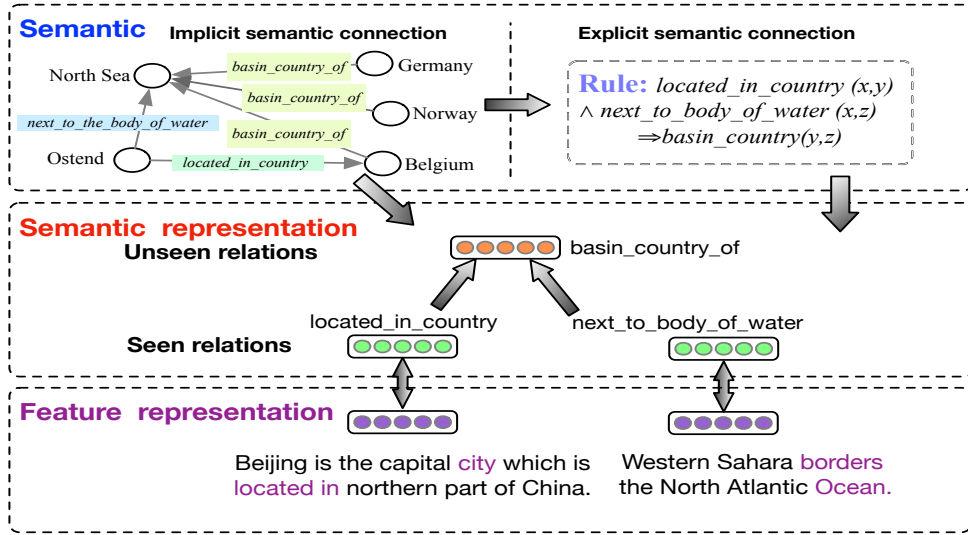 Semantic
Implicit semantic connection
Explicit semantic connection
North Sea
basin_country_of
Germany
basin_country_of
Norway
next_to_the_body_of_water
basin_country_of
Ostend
located_in_country
Belgium
Rule: located_in_country (x,y)
∧ next_to_body_of_water (x,z)
⇒basin_country(y,z)
Semantic representation
Unseen relations
basin_country_of
located_in_country
next_to_body_of_water
Seen relations
Feature representation
Beijing is the capital city which is
located in northern part of China.
Western Sahara borders
the North Atlantic Ocean.